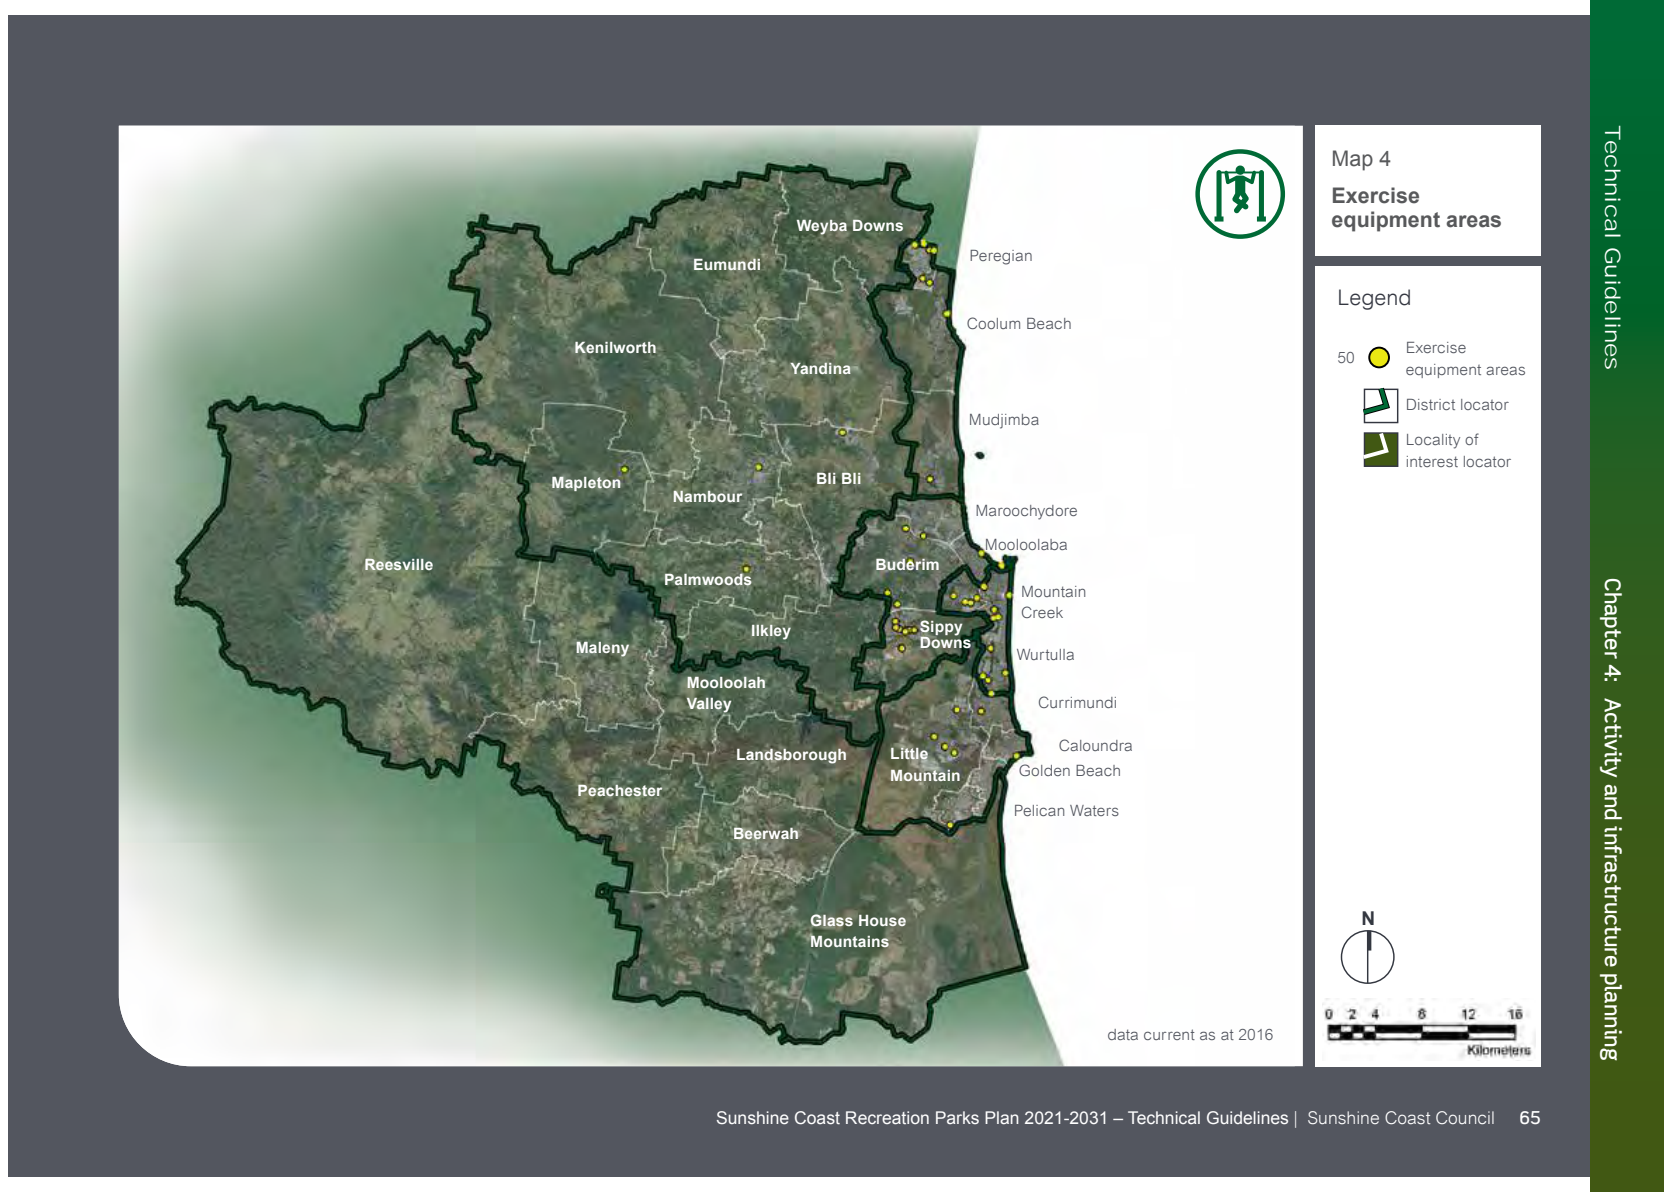 Map 4
Exercise
equipment areas
Legend
50
Exercise
equipment areas
District locator
Locality of
interest locator
N
0 2 4 8 12 16
Kilometers
Weyba Downs
Eumundi
Peregian
Coolum Beach
Kenilworth
Yandina
Mudjimba
Mapleton
Nambour
Bli Bli
Maroochydore
Mooloolaba
Reesville
Palmwoods
Buderim
Mountain
Creek
Ilkley
Sippy
Downs
Maleny
Wurtulla
Mooloolah
Valley
Currimundi
Landsborough
Little
Mountain
Caloundra
Golden Beach
Peachester
Pelican Waters
Beerwah
Glass House
Mountains
data current as at 2016
Technical Guidelines
Chapter 4: Activity and infrastructure planning
Sunshine Coast Recreation Parks Plan 2021-2031 – Technical Guidelines | Sunshine Coast Council 65